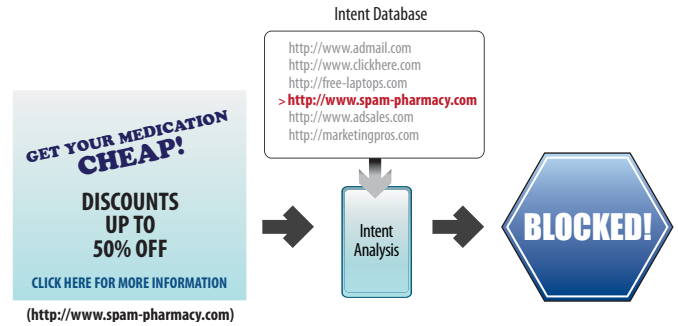 Intent Database
http://www.admail.com
http://www.clickhere.com
http://free-laptops.com
> http://www.spam-pharmacy.com
http://www.adsales.com
http://marketingpros.com
GET YOUR MEDICATION
CHEAP!
DISCOUNTS
UP TO
50% OFF
CLICK HERE FOR MORE INFORMATION
(http://www.spam-pharmacy.com)
Intent
Analysis
BLOCKED!